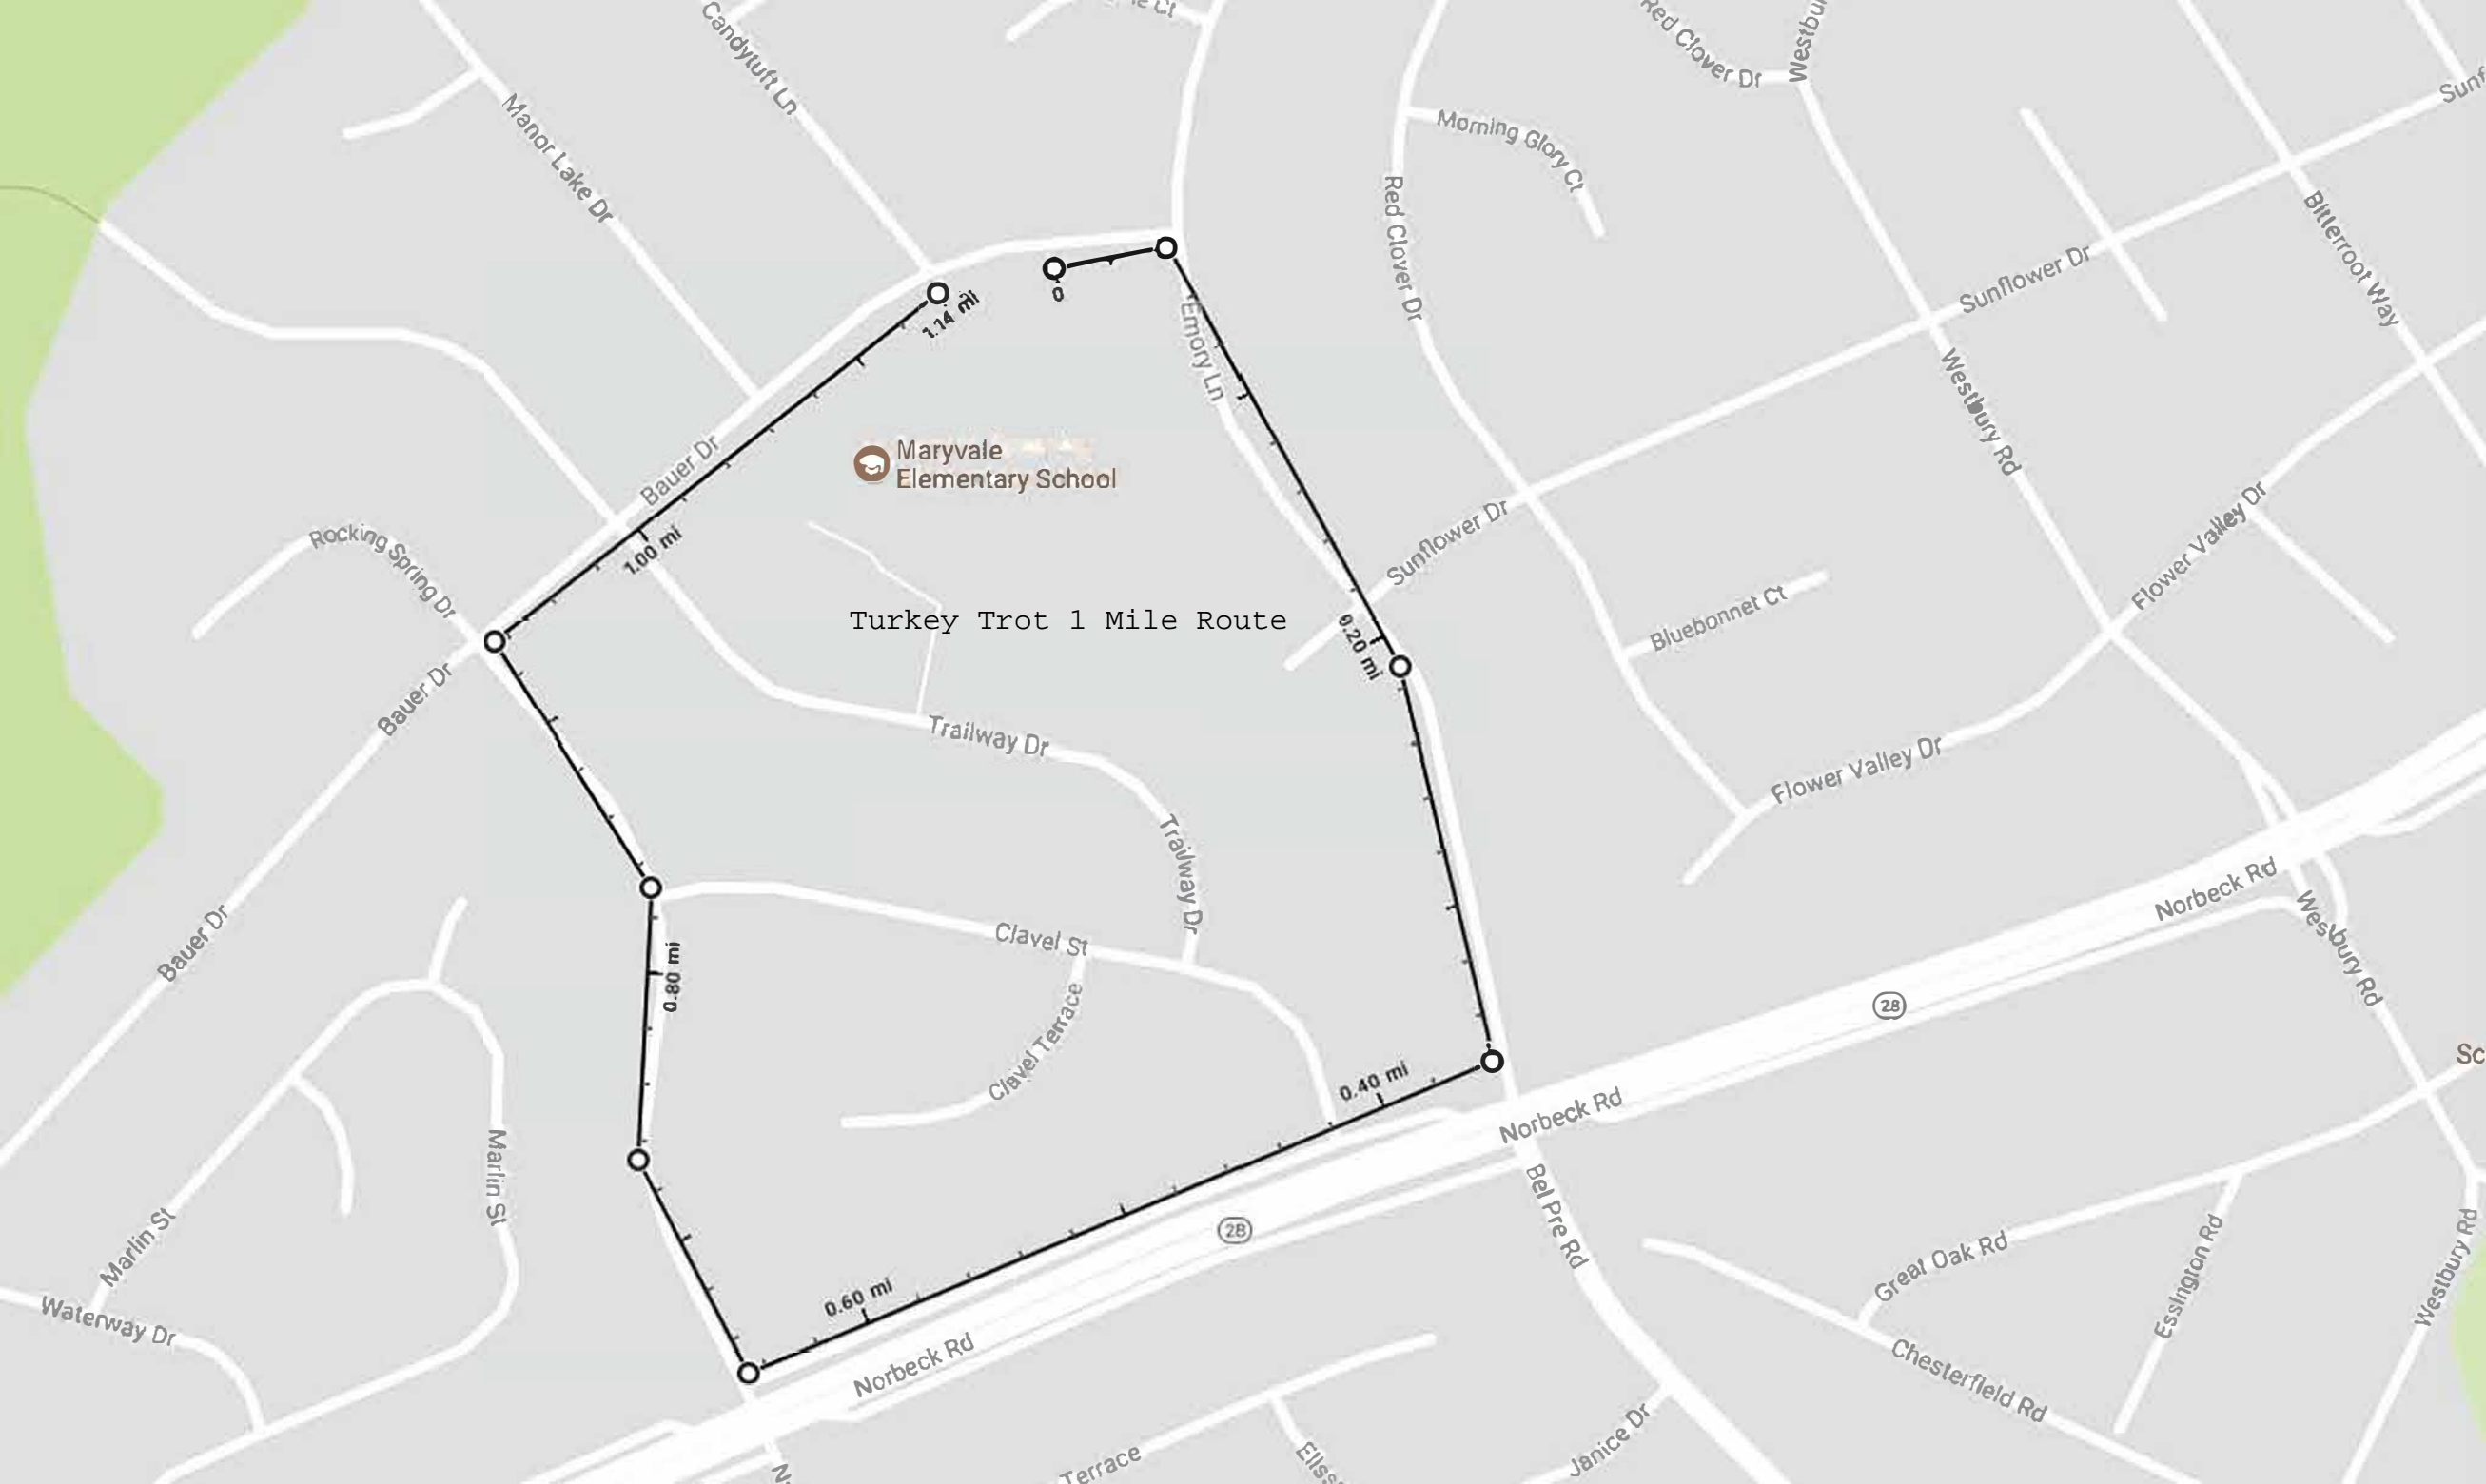 Candytuft Ln
Ct
Red Clover Dr
Westbu
Sunf
Manor Lake Dr
Morning Glory Ct
Red Clover Dr
Bitterroot Way
Sunflower Dr
Emory Ln
0
1.14 mi
Westbury Rd
Maryvale
Elementary School
Bauer Dr
Sunflower Dr
Flower Valley Dr
Rocking Spring Dr
1.00 mi
Turkey Trot 1 Mile Route
0.20 mi
Bluebonnet Ct
Bauer Dr
Trailway Dr
Flower Valley Dr
Trailway Dr
Norbeck Rd
Bauer Dr
Clavel St
Westbury Rd
0.80 mi
28
Clavel Terrace
Sc
0.40 mi
Norbeck Rd
Marlin St
Bel Pre Rd
28
Marlin St
Great Oak Rd
Essington Rd
Westbury Rd
0.60 mi
Waterway Dr
Norbeck Rd
Chesterfield Rd
Janice Dr
Terrace